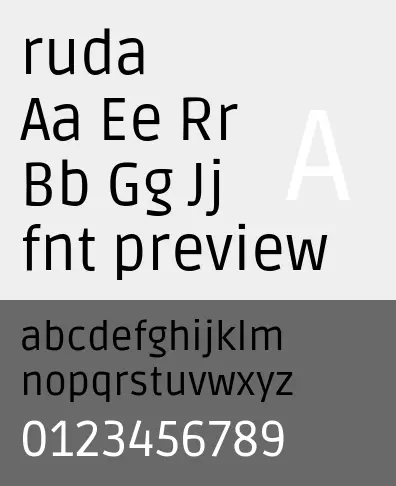 ruda
Aa Ee Rr
A
Bb Gg Jj
fnt preview
abcdefghijklm
nopqrstuvwxyz
0123456789